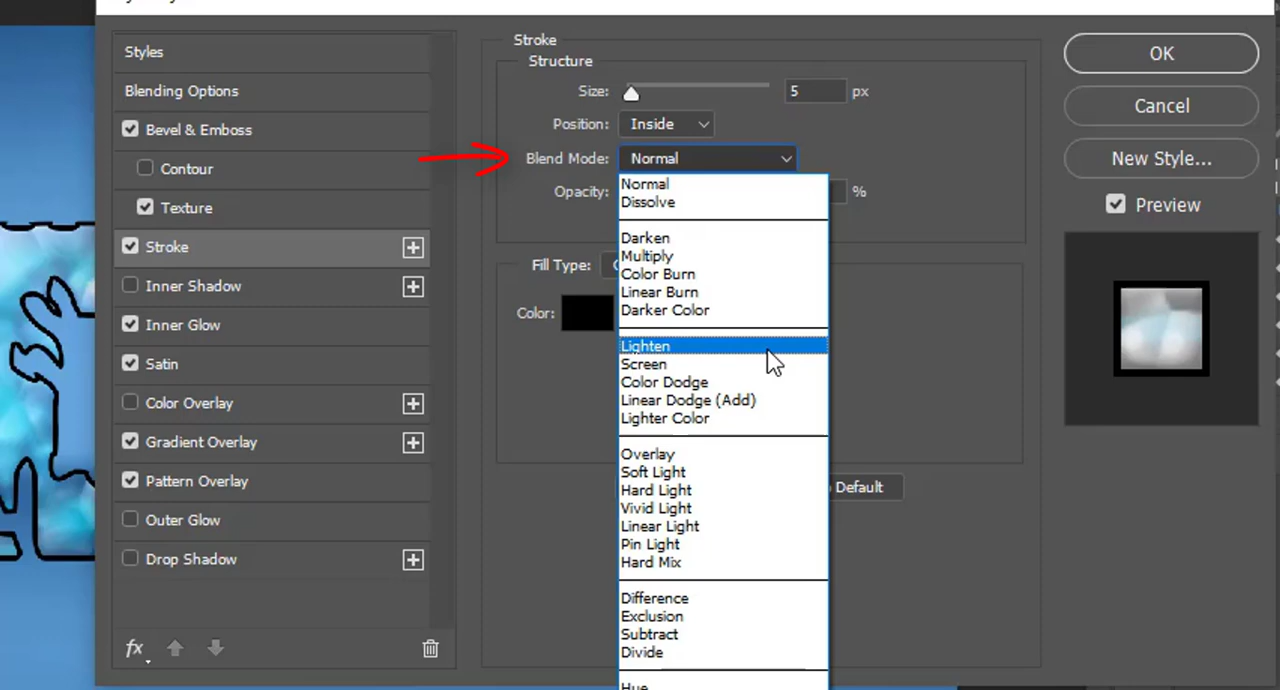 Styles
Blending Options
Bevel & Emboss
Contour
Texture
Stroke
Inner Shadow
Inner Glow
Satin
Color Overlay
Gradient Overlay
Pattern Overlay
Outer Glow
Drop Shadow
fx
Stroke
Structure
Size: 5 px
Position: Inside
Blend Mode: Normal
Opacity: %
Normal
Dissolve
Darken
Multiply
Color Burn
Linear Burn
Darker Color
Lighten
Screen
Color Dodge
Linear Dodge (Add)
Lighter Color
Overlay
Soft Light
Hard Light
Vivid Light
Linear Light
Pin Light
Hard Mix
Difference
Exclusion
Subtract
Divide
Hue
Fill Type:
Color:
Default
OK
Cancel
New Style...
Preview